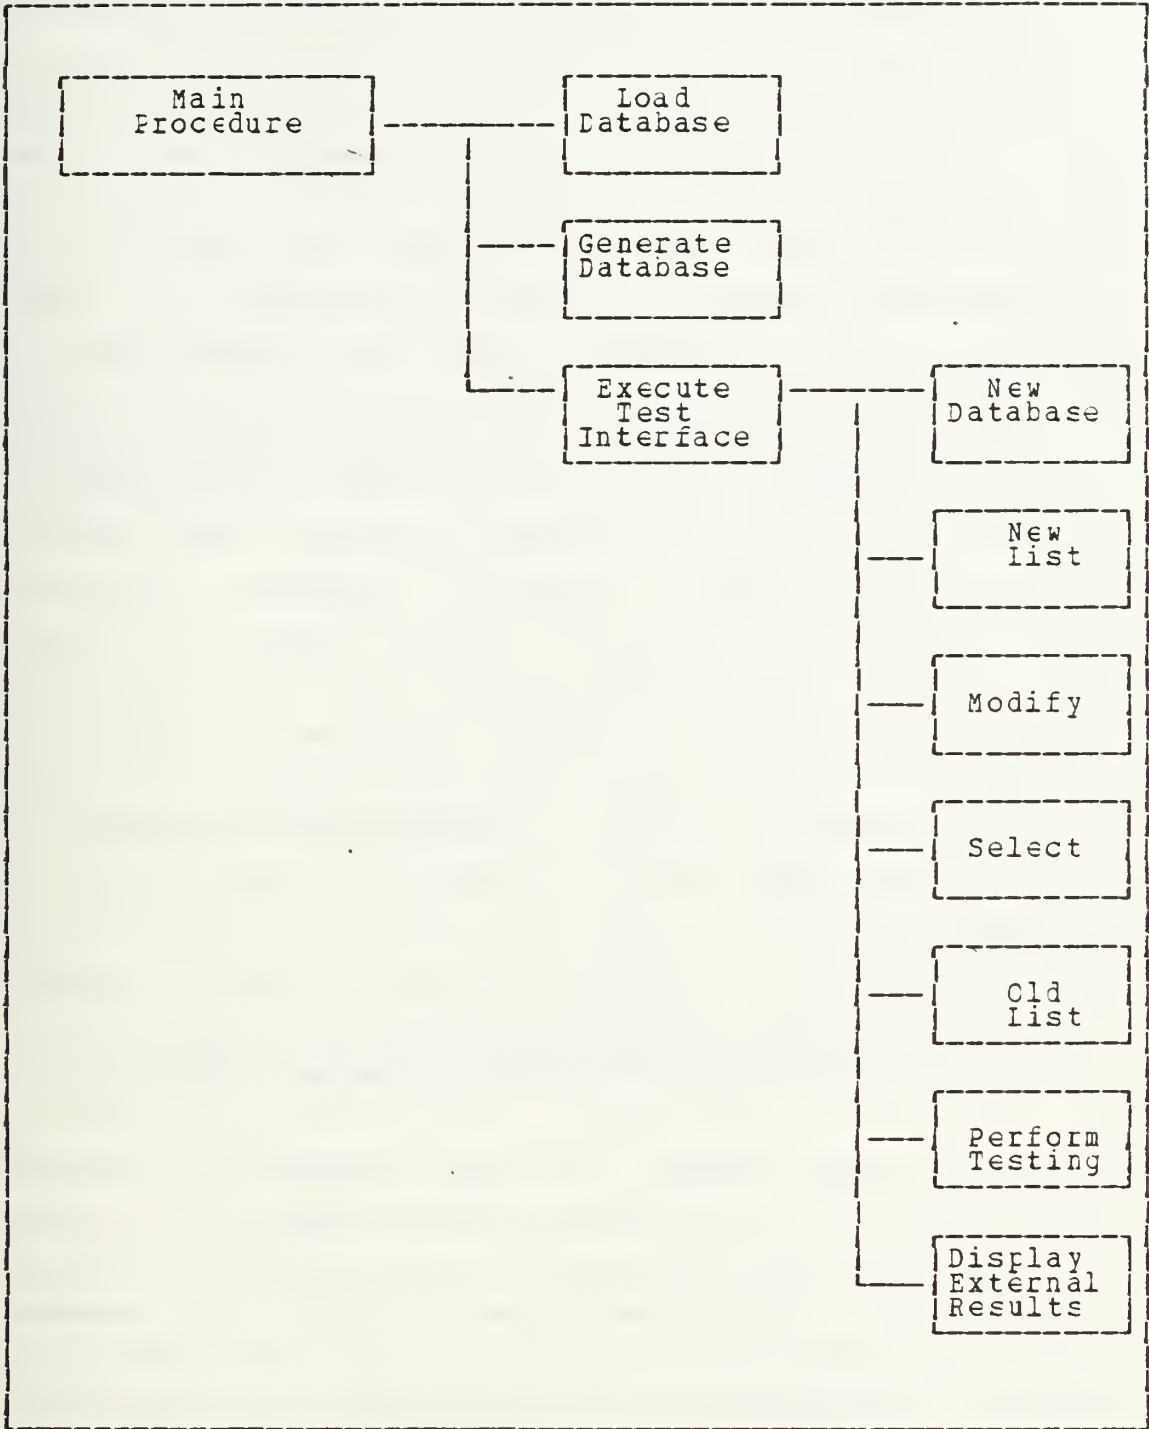 Main
Procedure
Load
Database
Generate
Database
Execute
Test
Interface
New
Database
New
List
Modify
Select
Old
List
Perform
Testing
Display
External
Results